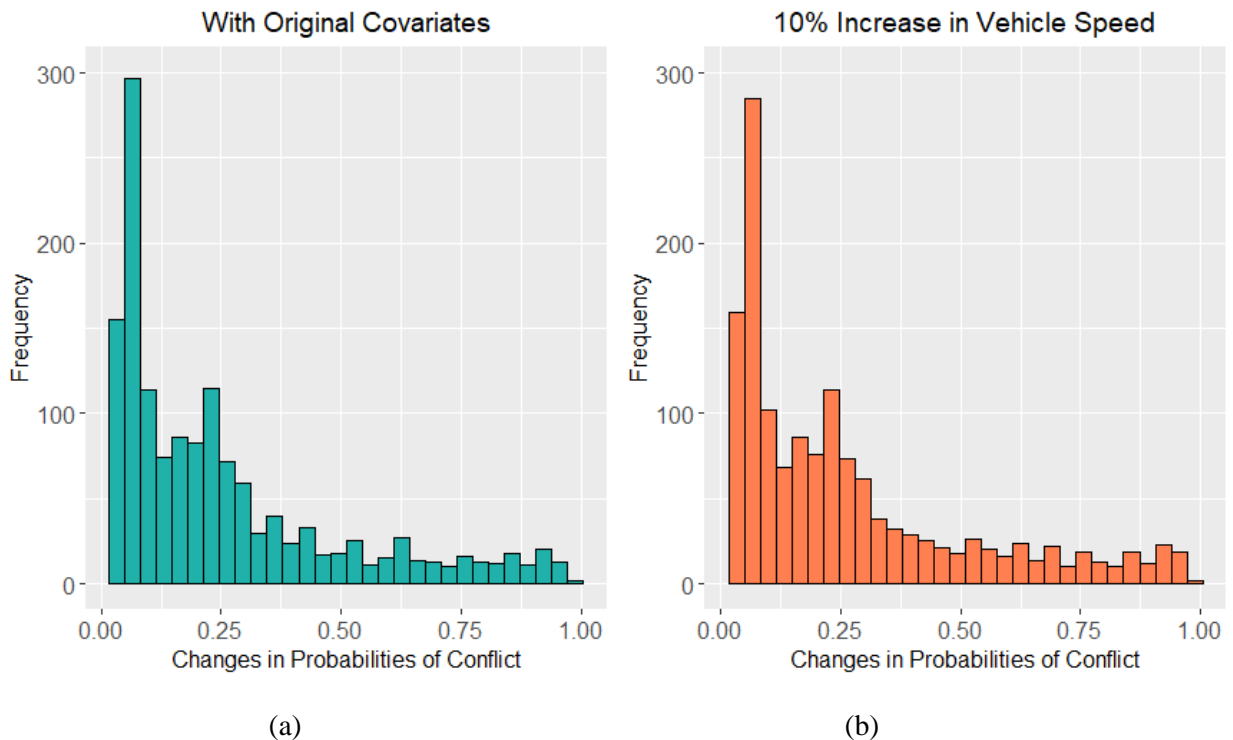 With Original Covariates
300
200
100
0
Frequency
0.00 0.25 0.50 0.75 1.00
Changes in Probabilities of Conflict
(a)
10% Increase in Vehicle Speed
300
200
100
0
Frequency
0.00 0.25 0.50 0.75 1.00
Changes in Probabilities of Conflict
(b)